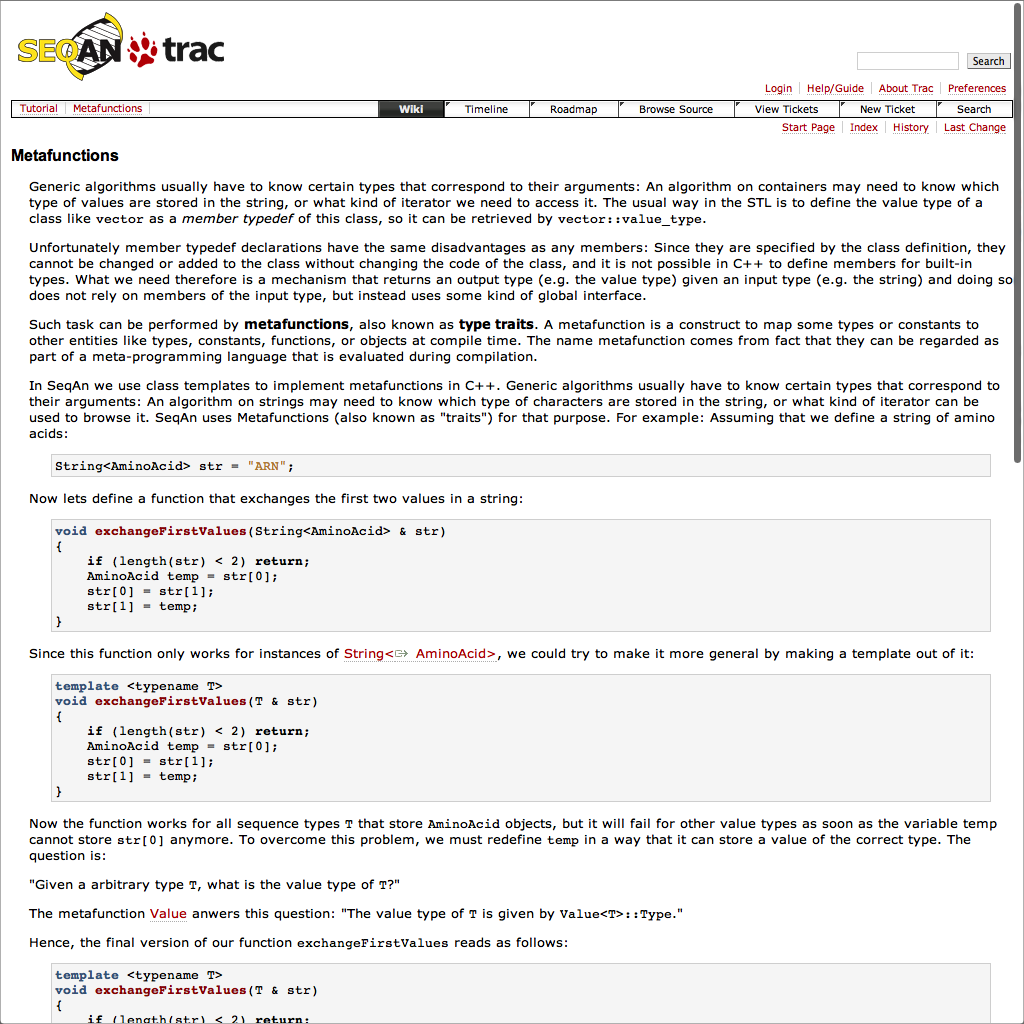 SEQAN trac
Search
Login Help/Guide About Trac Preferences
Tutorial Metafunctions Wiki Timeline Roadmap Browse Source View Tickets New Ticket Search
Start Page Index History Last Change
Metafunctions
Generic algorithms usually have to know certain types that correspond to their arguments: An algorithm on containers may need to know which
type of values are stored in the string, or what kind of iterator we need to access it. The usual way in the STL is to define the value type of a
class like vector as a member typedef of this class, so it can be retrieved by vector::value_type.
Unfortunately member typedef declarations have the same disadvantages as any members: Since they are specified by the class definition, they
cannot be changed or added to the class without changing the code of the class, and it is not possible in C++ to define members for built-in
types. What we need therefore is a mechanism that returns an output type (e.g. the value type) given an input type (e.g. the string) and doing so
does not rely on members of the input type, but instead uses some kind of global interface.
Such task can be performed by metafunctions, also known as type traits. A metafunction is a construct to map some types or constants to
other entities like types, constants, functions, or objects at compile time. The name metafunction comes from fact that they can be regarded as
part of a meta-programming language that is evaluated during compilation.
In SeqAn we use class templates to implement metafunctions in C++. Generic algorithms usually have to know certain types that correspond to
their arguments: An algorithm on strings may need to know which type of characters are stored in the string, or what kind of iterator can be
used to browse it. SeqAn uses Metafunctions (also known as "traits") for that purpose. For example: Assuming that we define a string of amino
acids:
String<AminoAcid> str = "ARN";
Now lets define a function that exchanges the first two values in a string:
void exchangeFirstValues(String<AminoAcid> & str)
{
    if (length(str) < 2) return;
    AminoAcid temp = str[0];
    str[0] = str[1];
    str[1] = temp;
}
Since this function only works for instances of String< AminoAcid>, we could try to make it more general by making a template out of it:
template <typename T>
void exchangeFirstValues(T & str)
{
    if (length(str) < 2) return;
    AminoAcid temp = str[0];
    str[0] = str[1];
    str[1] = temp;
}
Now the function works for all sequence types T that store AminoAcid objects, but it will fail for other value types as soon as the variable temp
cannot store str[0] anymore. To overcome this problem, we must redefine temp in a way that it can store a value of the correct type. The
question is:
"Given a arbitrary type T, what is the value type of T?"
The metafunction Value anwers this question: "The value type of T is given by Value<T>::Type."
Hence, the final version of our function exchangeFirstValues reads as follows:
template <typename T>
void exchangeFirstValues(T & str)
{
    if (length(str) < 2) return;